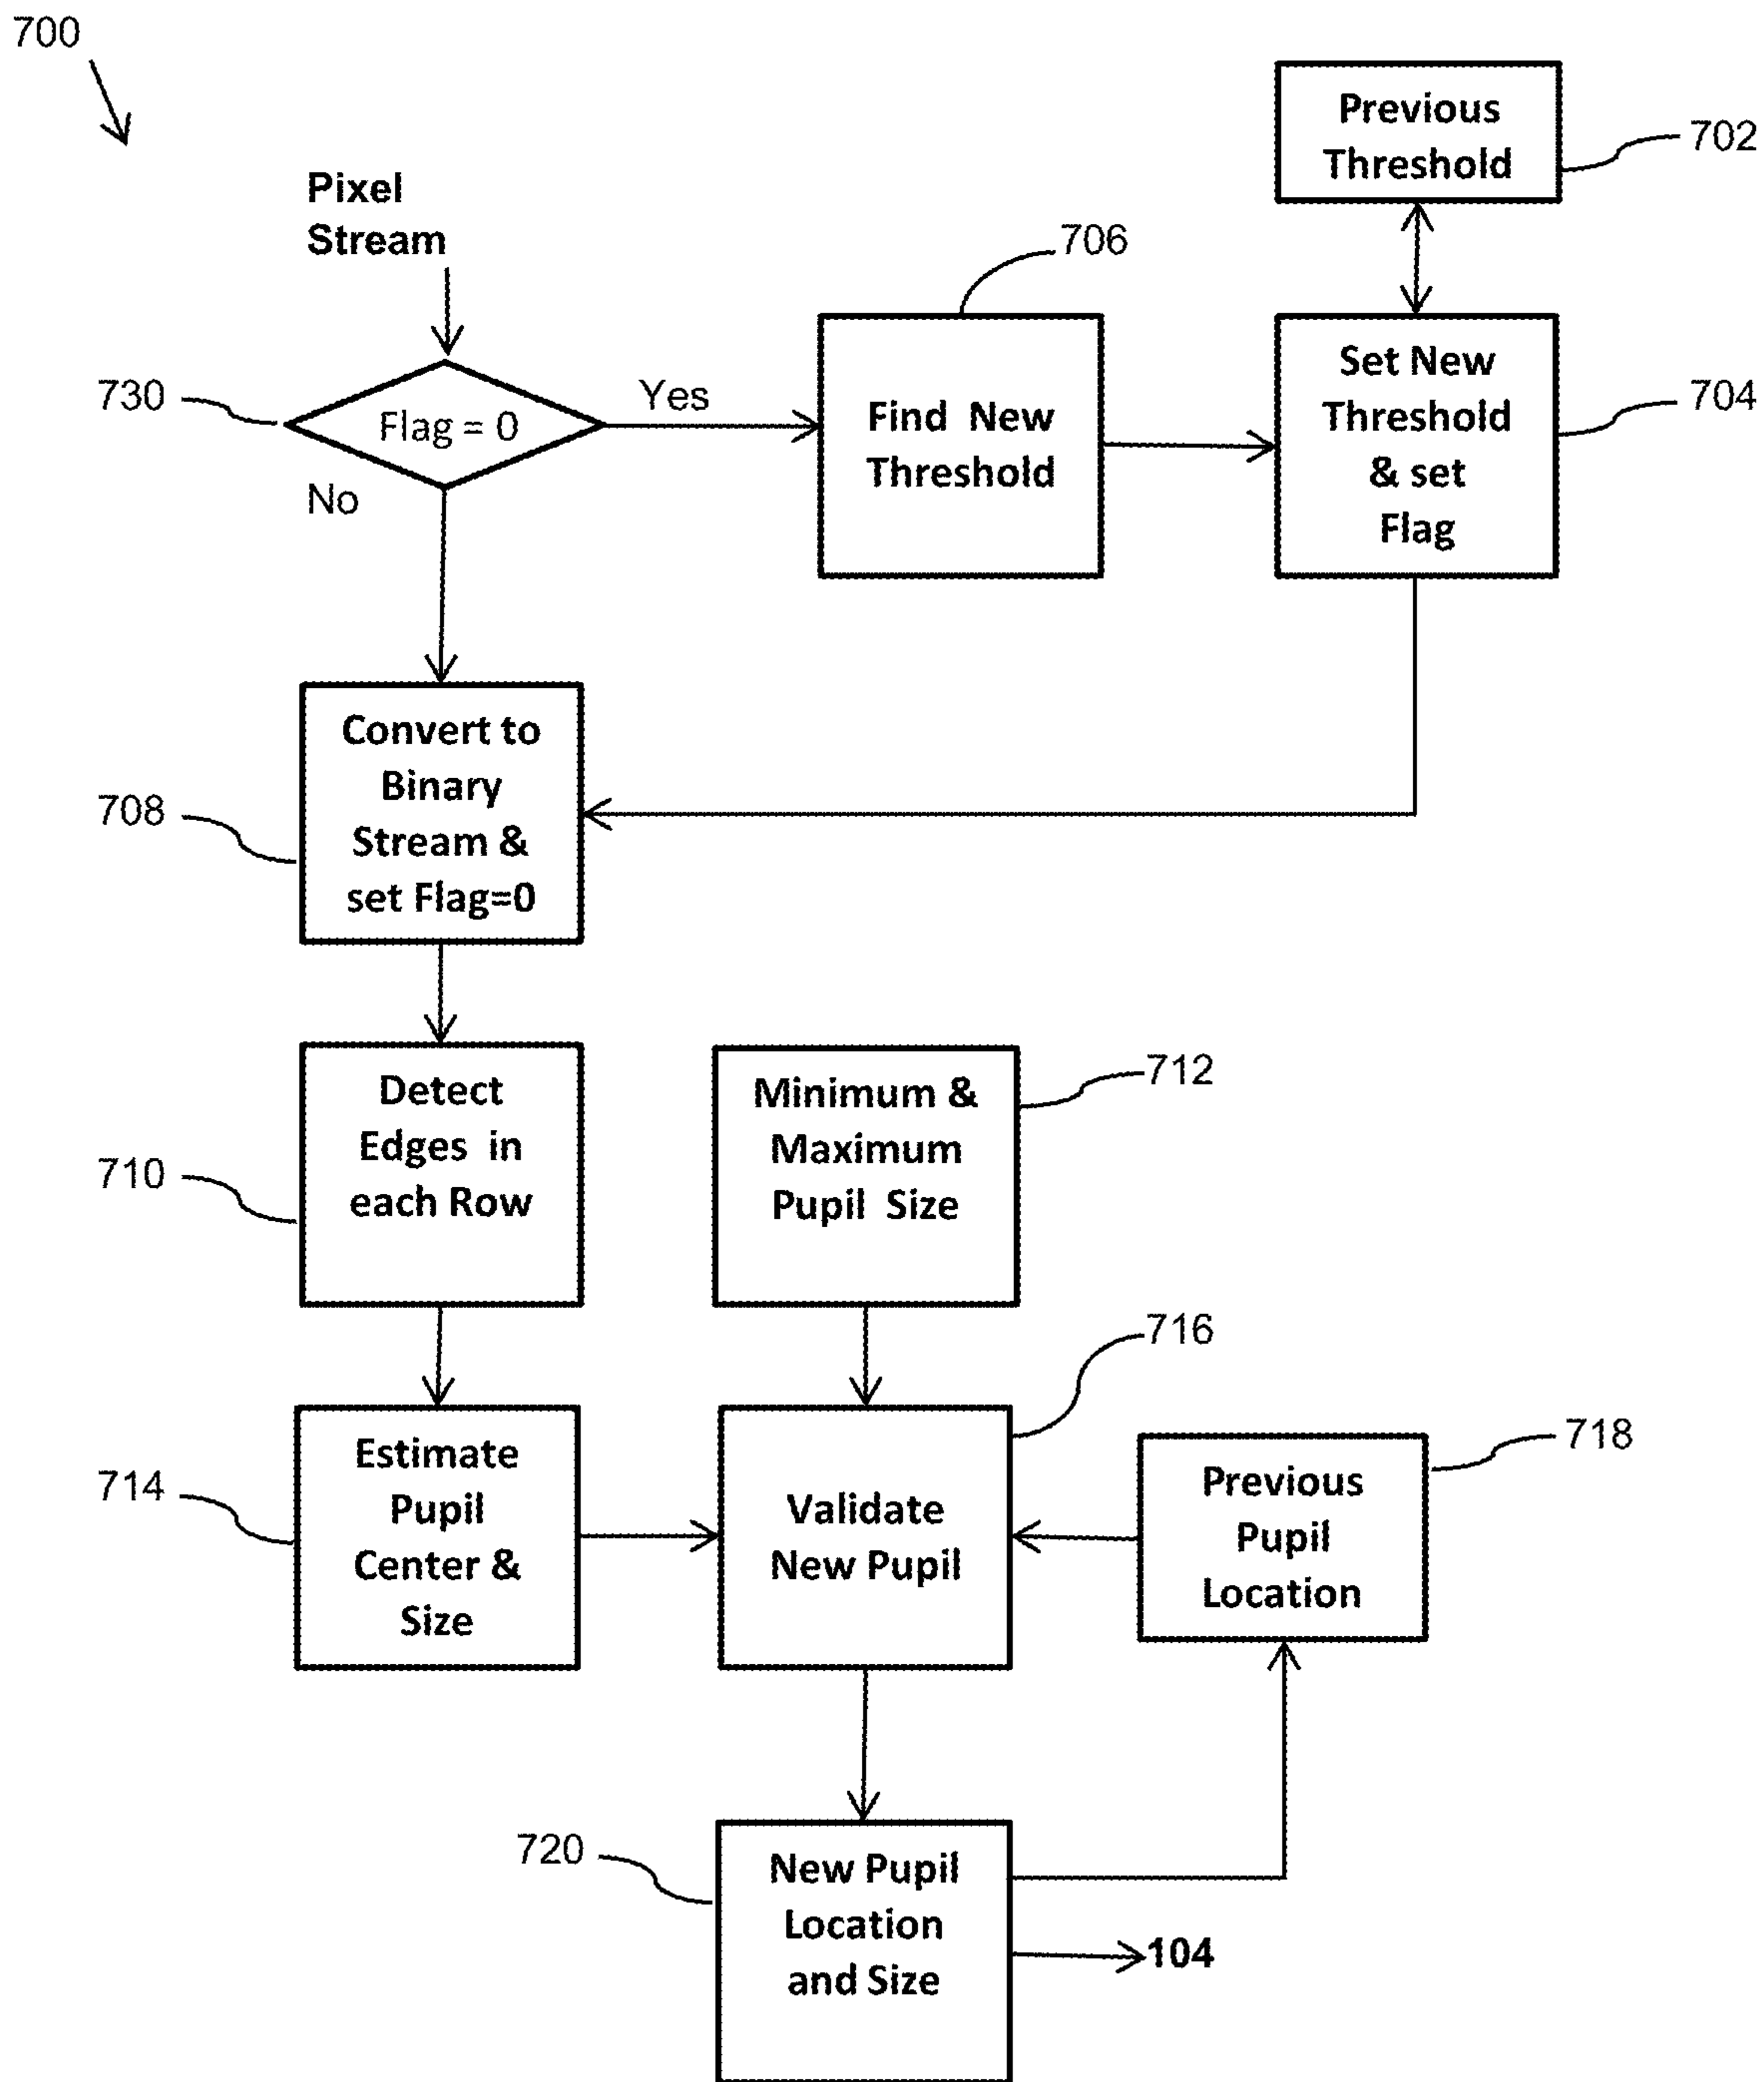 700
Previous
Threshold
702
Pixel
Stream
706
730
Flag = 0
Yes
No
Find New
Threshold
Set New
Threshold
& set
Flag
704
Convert to
Binary
Stream &
set Flag=0
708
Detect
Edges in
each Row
710
Minimum &
Maximum
Pupil Size
712
716
Estimate
Pupil
Center &
Size
714
Validate
New Pupil
Previous
Pupil
Location
718
720
New Pupil
Location
and Size
104